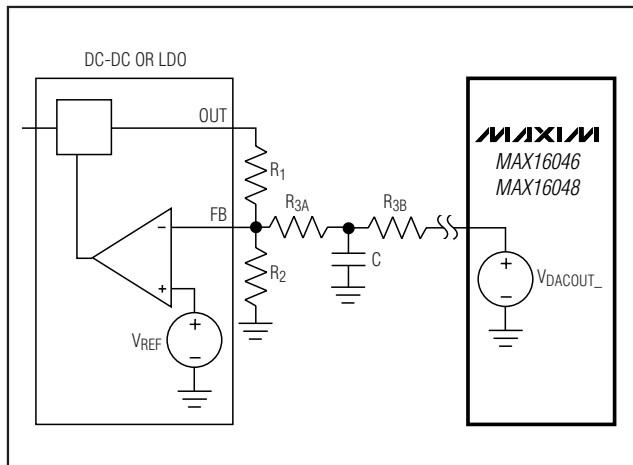 DC-DC OR LDO
OUT
R1
FB
R3A
R3B
R2
C
VREF
MAXIM
MAX16046
MAX16048
VDACOUT_
−
+
+
−
+
−